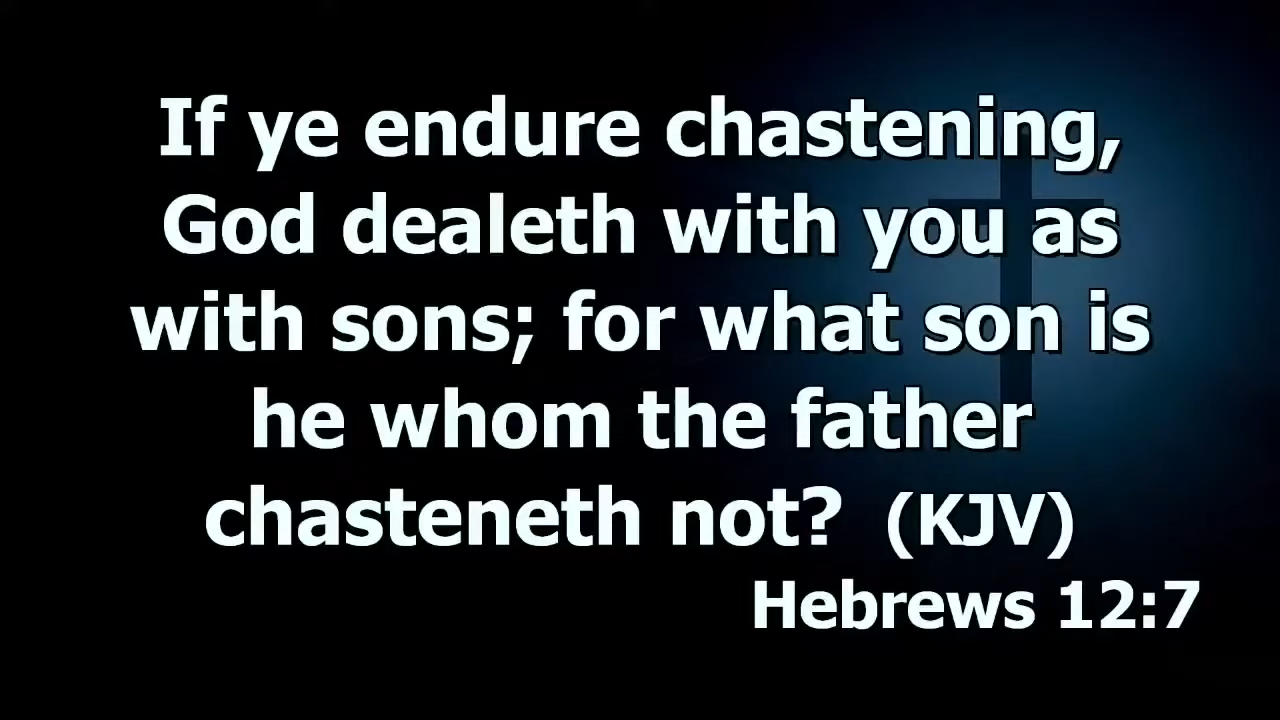 If ye endure chastening,
God dealeth with you as
with sons; for what son is
he whom the father
chasteneth not? (KJV)
Hebrews 12:7